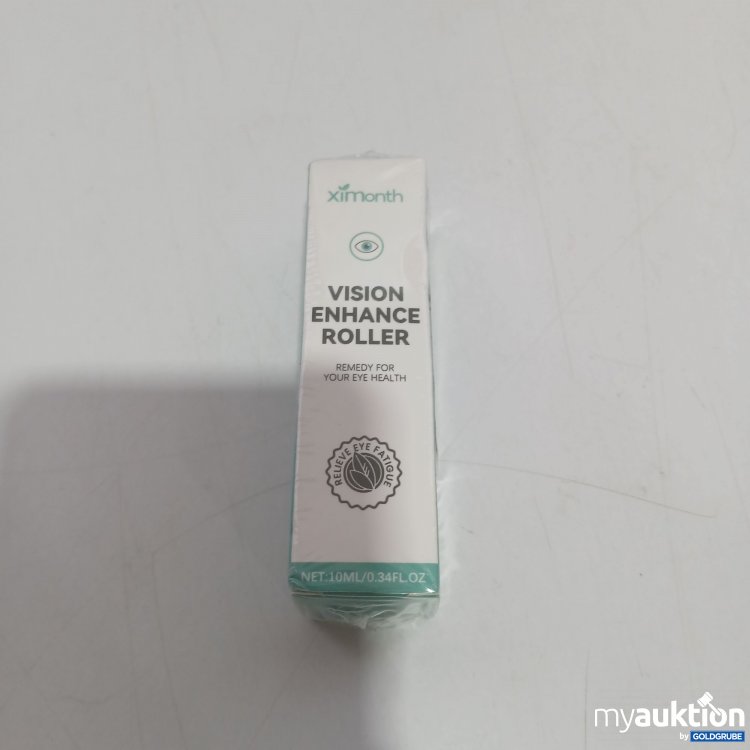 ximonth
VISION
ENHANCE
ROLLER
REMEDY FOR
YOUR EYE HEALTH
RELIEVE EYE FATIGUE
NET:10ML/0.34FL.OZ
myauktion
by GOLDGRUBE